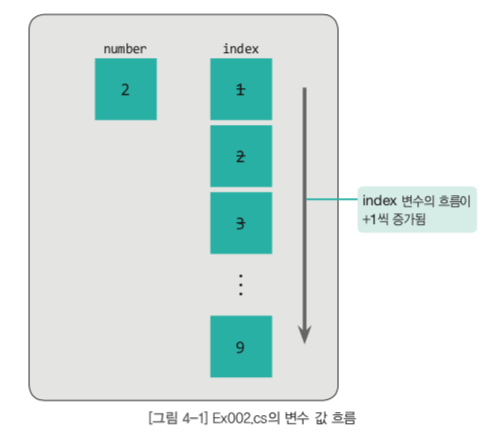 number index
2 1
2
3
⋮
9
index 변수의 흐름이
+1씩 증가됨
[그림 4-1] Ex002.cs의 변수 값 흐름